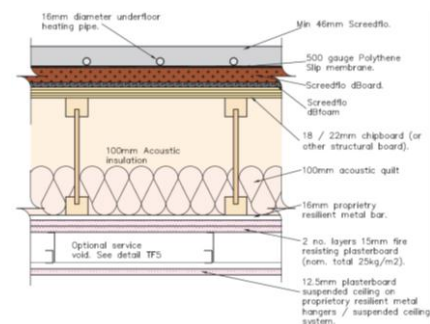 16mm diameter underfloor
heating pipe.
Min 46mm Screedflo.
500 gauge Polythene
Slip membrane.
Screedflo dBoard.
Screedflo
dBfoam
18 / 22mm chipboard (or
other structural board).
100mm Acoustic
insulation
100mm acoustic quilt
16mm proprietry
resilient metal bar.
Optional service
void. See detail TF5
2 no. layers 15mm fire
resisting plasterboard
(nom. total 25kg/m2).
12.5mm plasterboard
suspended ceiling on
proprietory resilient metal
hangers / suspended ceiling
system.